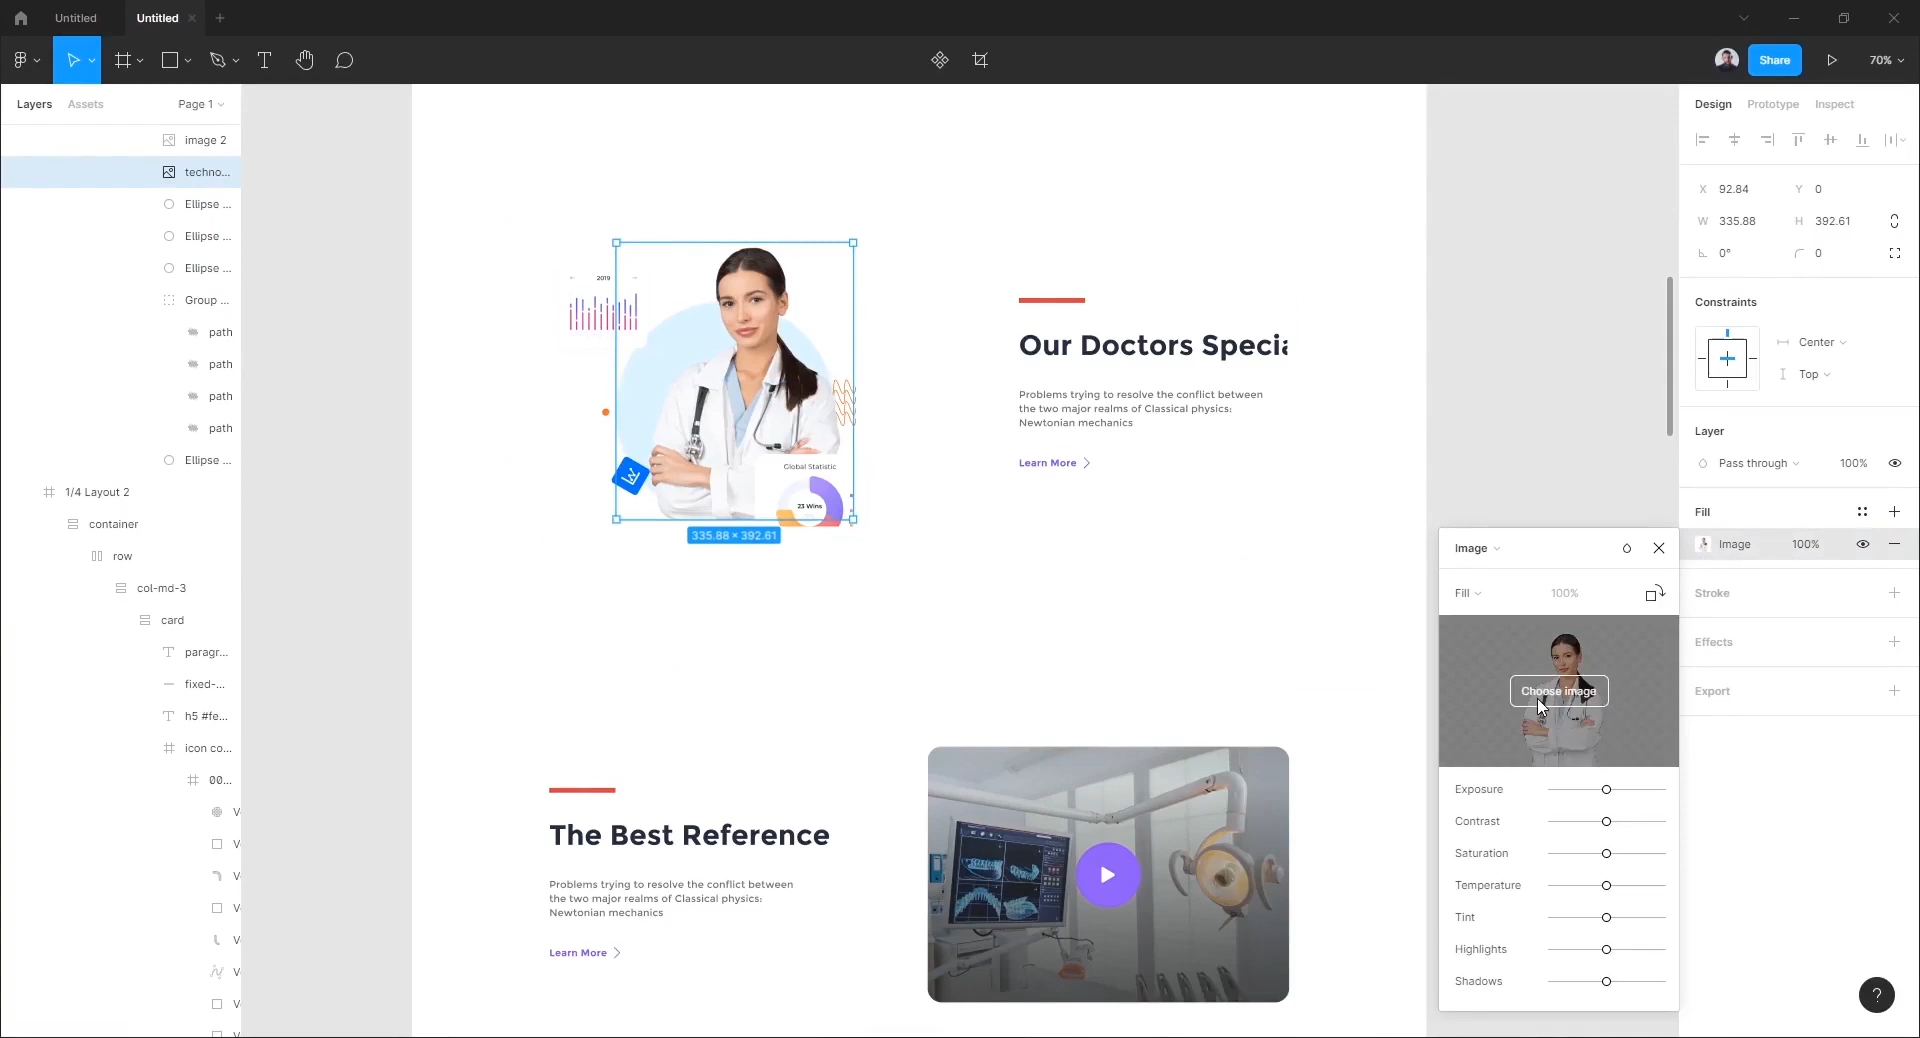 Untitled
Untitled
Share
70%
Layers
Assets
Page 1
Design
Prototype
Inspect
image 2
techno...
Ellipse ...
Ellipse ...
Ellipse ...
Group ...
path
path
path
path
Ellipse ...
1/4 Layout 2
container
row
col-md-3
card
paragr...
fixed-...
h5 #fe...
icon co...
00...
V
V
V
V
V
V
V
V
2019
Global Statistic
23 Wins
335.88 × 392.61
Our Doctors Specia
Problems trying to resolve the conflict between
the two major realms of Classical physics:
Newtonian mechanics
Learn More
The Best Reference
Problems trying to resolve the conflict between
the two major realms of Classical physics:
Newtonian mechanics
Learn More
Image
Fill
100%
Choose image
Exposure
Contrast
Saturation
Temperature
Tint
Highlights
Shadows
X 92.84 Y 0
W 335.88 H 392.61
0° 0
Constraints
Center
Top
Layer
Pass through 100%
Fill
Image 100%
Stroke
Effects
Export
?